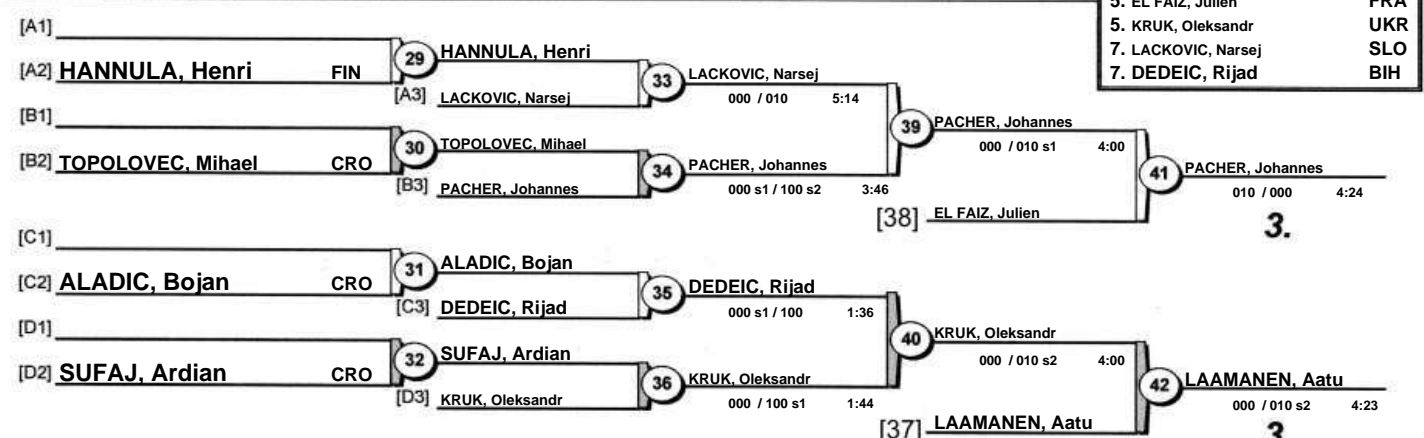 5. EL FAIZ, Julien FRA
5. KRUK, Oleksandr UKR
7. LACKOVIC, Narsej SLO
7. DEDEIC, Rijad BIH
[A1]
[A2] HANNULA, Henri FIN
29
HANNULA, Henri
[A3] LACKOVIC, Narsej
33
LACKOVIC, Narsej
000 / 010 5:14
[B1]
[B2] TOPOLOVEC, Mihael CRO
30
TOPOLOVEC, Mihael
[B3] PACHER, Johannes
34
PACHER, Johannes
000 s1 / 100 s2 3:46
39
PACHER, Johannes
000 / 010 s1 4:00
[38] EL FAIZ, Julien
41
PACHER, Johannes
010 / 000 4:24
3.
[C1]
[C2] ALADIC, Bojan CRO
31
ALADIC, Bojan
[C3] DEDEIC, Rijad
35
DEDEIC, Rijad
000 s1 / 100 1:36
[D1]
[D2] SUFAJ, Ardian CRO
32
SUFAJ, Ardian
[D3] KRUK, Oleksandr
36
KRUK, Oleksandr
000 / 100 s1 1:44
40
KRUK, Oleksandr
000 / 010 s2 4:00
[37] LAAMANEN, Aatu
42
LAAMANEN, Aatu
000 / 010 s2 4:23
3